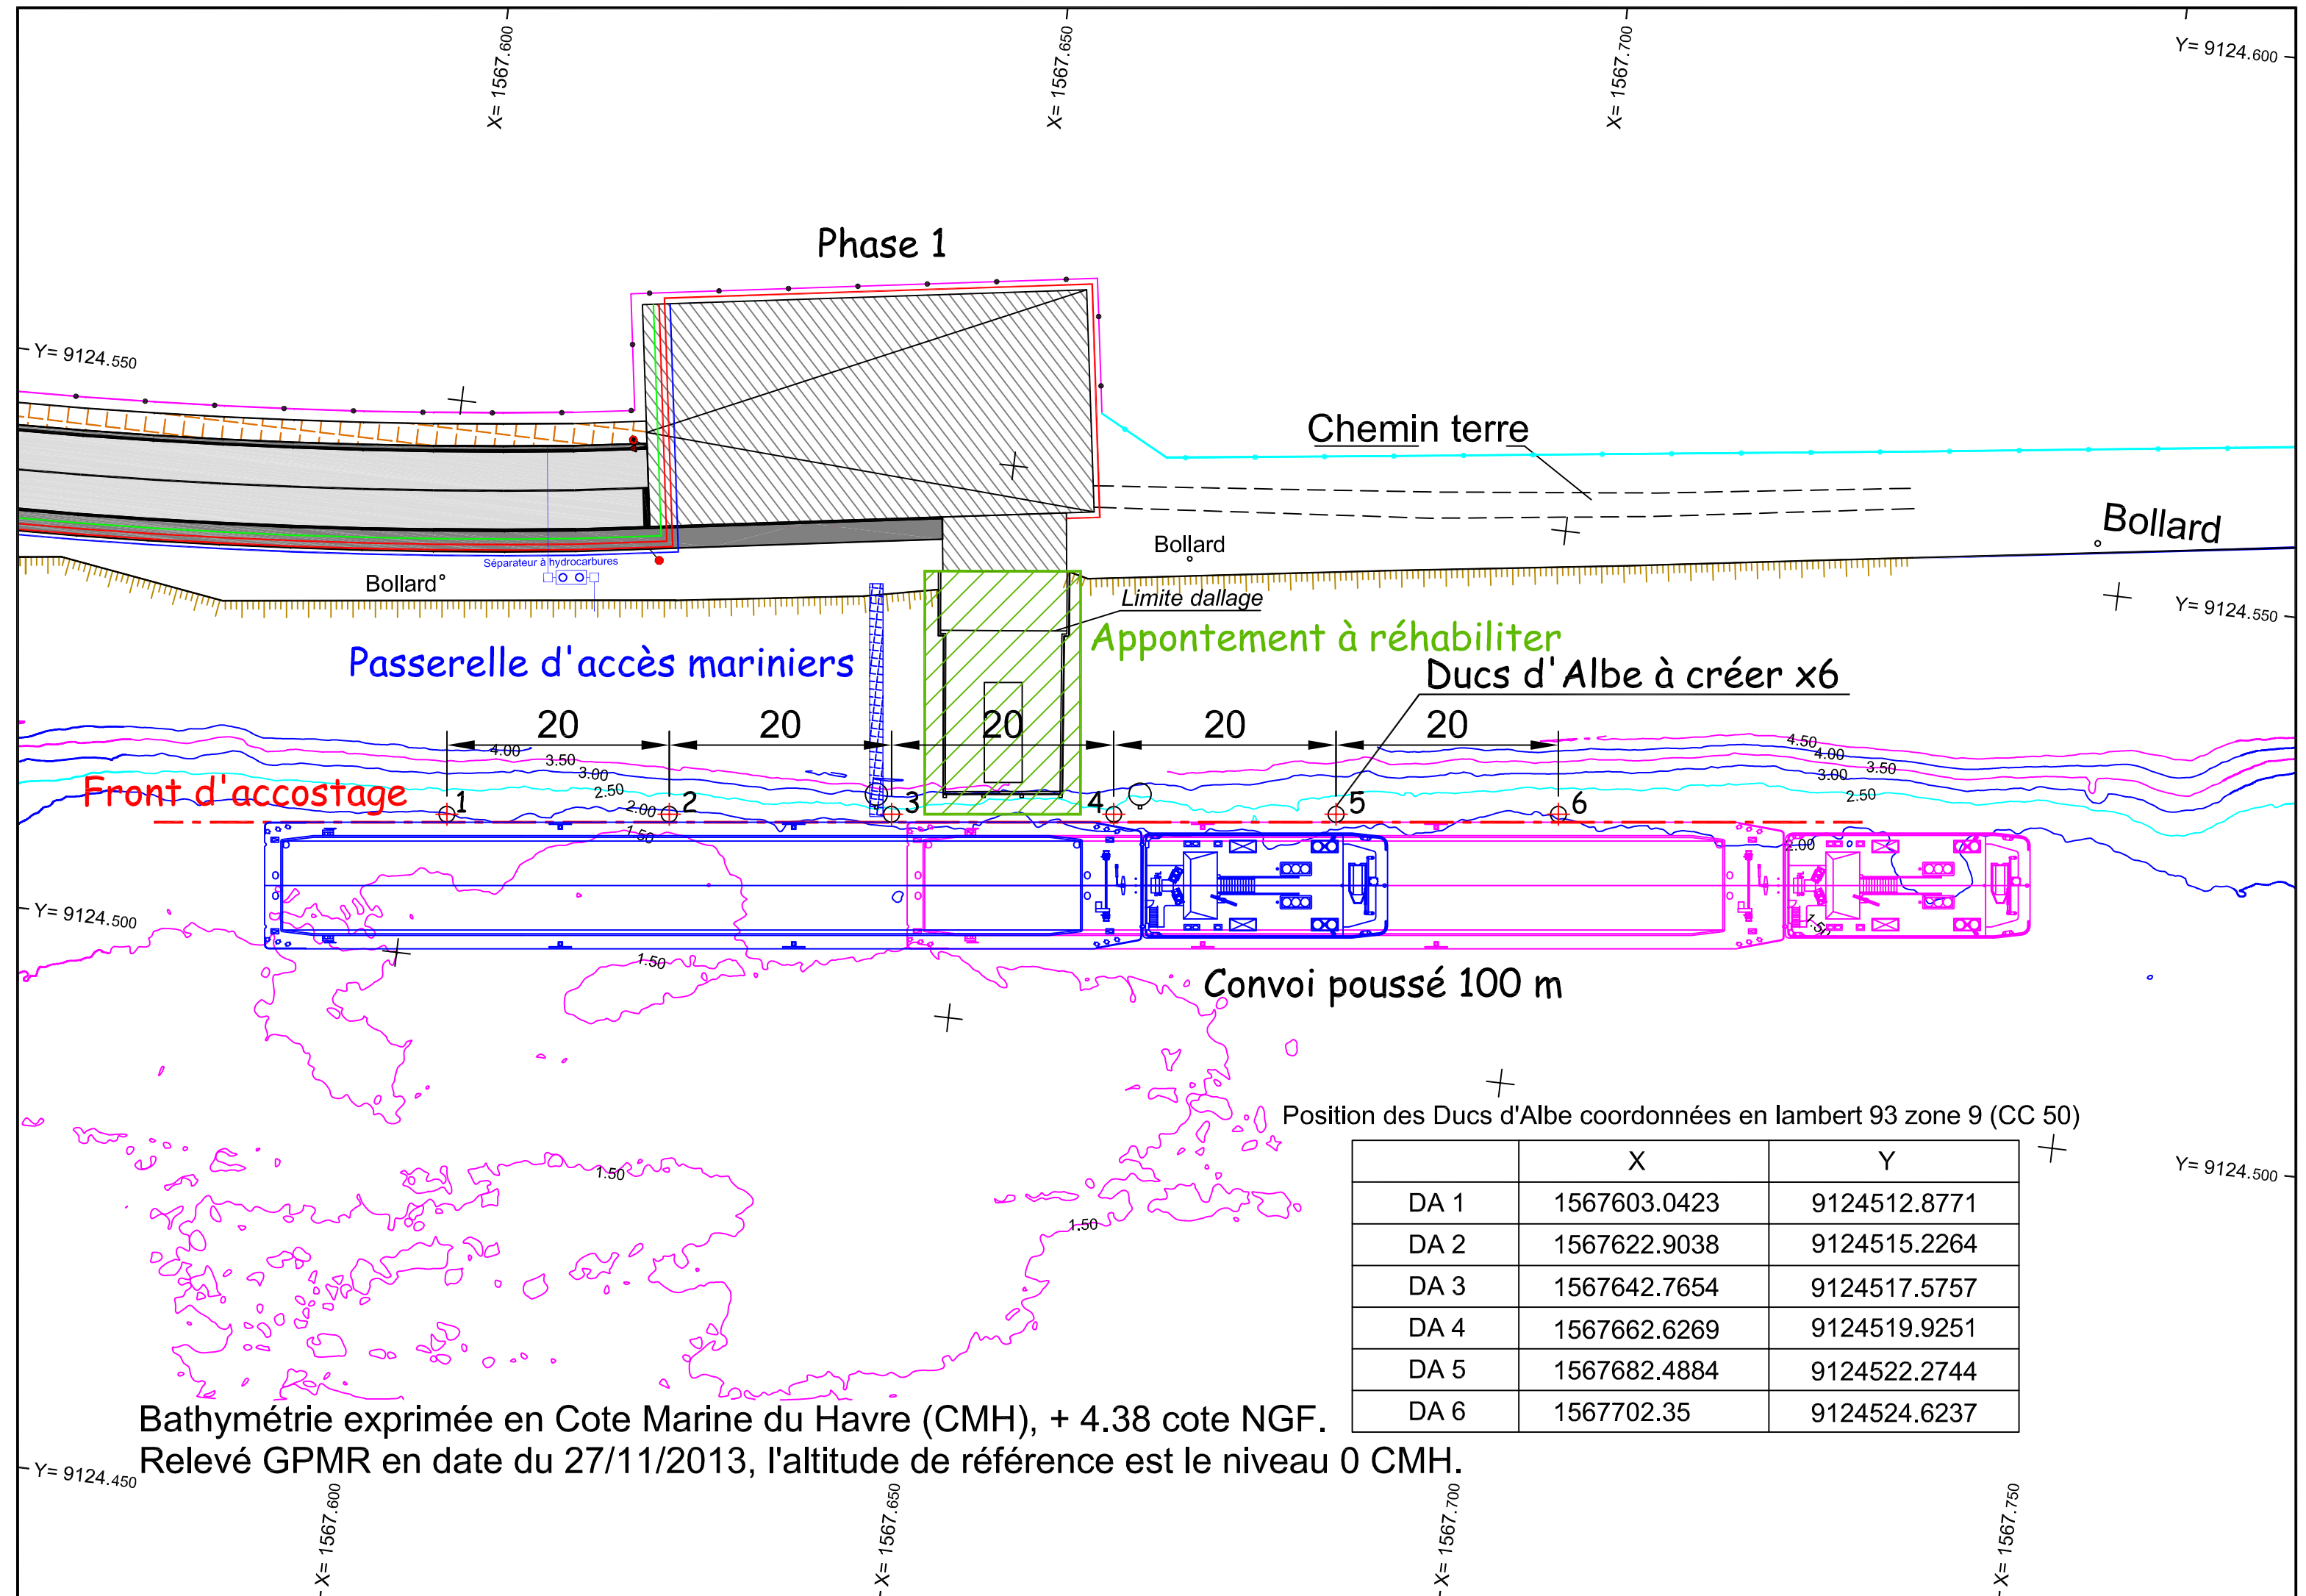 X= 1567.600
X= 1567.650
X= 1567.700
Y= 9124.600
Phase 1
Y= 9124.550
Chemin terre
Bollard
Bollard
Séparateur à hydrocarbures
Bollard
Limite dallage
Y= 9124.550
Appontement à réhabiliter
Passerelle d'accès mariniers
Ducs d'Albe à créer x6
20
20
20
20
20
4.00
3.50
3.00
2.50
2.00
1.50
4.50
4.00
3.50
3.00
2.50
Front d'accostage
1
2
3
4
5
6
2.00
1.50
Y= 9124.500
1.50
Convoi poussé 100 m
Position des Ducs d'Albe coordonnées en lambert 93 zone 9 (CC 50)
Y= 9124.500
1.50
1.50
X Y
DA 1 1567603.0423 9124512.8771
DA 2 1567622.9038 9124515.2264
DA 3 1567642.7654 9124517.5757
DA 4 1567662.6269 9124519.9251
DA 5 1567682.4884 9124522.2744
DA 6 1567702.35 9124524.6237
Bathymétrie exprimée en Cote Marine du Havre (CMH), + 4.38 cote NGF.
Relevé GPMR en date du 27/11/2013, l'altitude de référence est le niveau 0 CMH.
Y= 9124.450
X= 1567.600
X= 1567.650
X= 1567.700
X= 1567.750